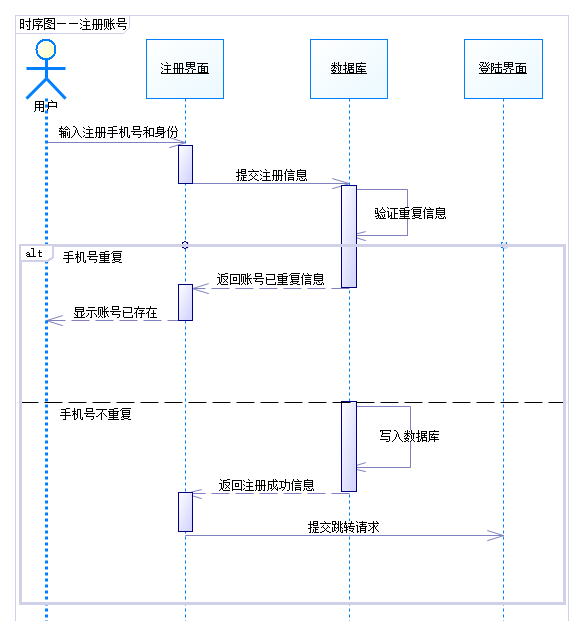 时序图——注册账号
用户
注册界面
数据库
登陆界面
输入注册手机号和身份
提交注册信息
验证重复信息
alt
手机号重复
返回账号已重复信息
显示账号已存在
手机号不重复
写入数据库
返回注册成功信息
提交跳转请求